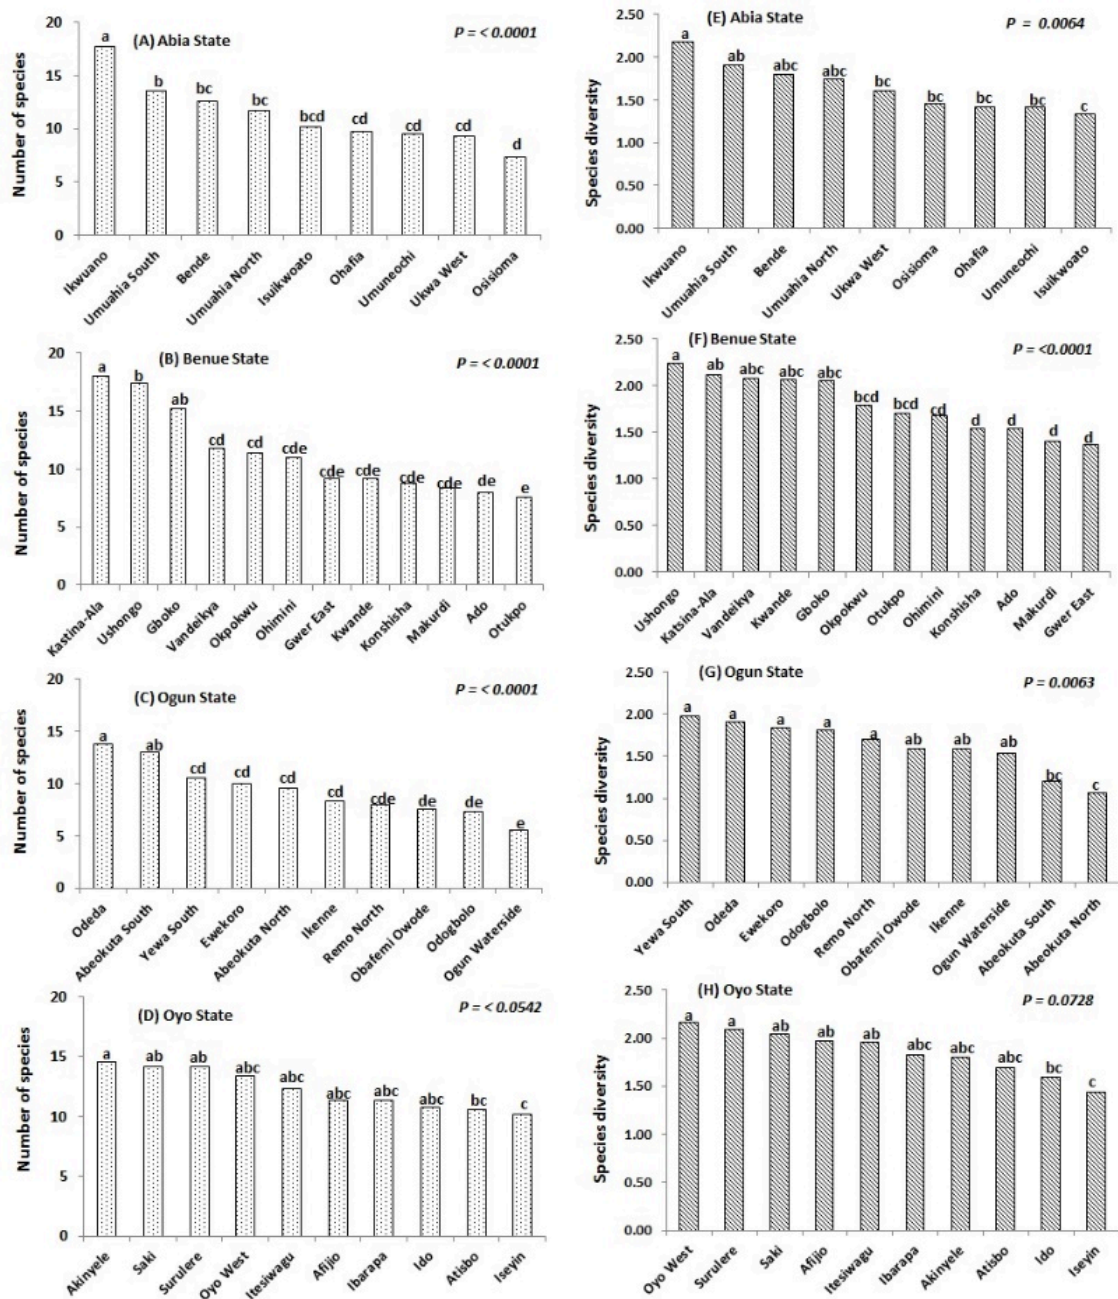 (A) Abia State
P = < 0.0001
Number of species
20
15
10
5
0
a
b
bc
bc
bcd
cd
cd
cd
d
Ikwuano
Umuahia South
Bende
Umuahia North
Isuikwoato
Ohafia
Umuneochi
Ukwa West
Osisioma
(E) Abia State
P = 0.0064
Species diversity
2.50
2.00
1.50
1.00
0.50
0.00
a
ab
abc
abc
bc
bc
bc
bc
c
Ikwuano
Umuahia South
Bende
Umuahia North
Ukwa West
Osisioma
Ohafia
Umuneochi
Isuikwoato
(B) Benue State
P = < 0.0001
Number of species
20
15
10
5
0
a
b
ab
cd
cd
cde
cde
cde
cde
cde
de
e
Kastina-Ala
Ushongo
Gboko
Vandeikya
Okpokwu
Ohimini
Gwer East
Kwande
Konshisha
Makurdi
Ado
Otukpo
(F) Benue State
P = <0.0001
Species diversity
2.50
2.00
1.50
1.00
0.50
0.00
a
ab
abc
abc
abc
bcd
bcd
cd
d
d
d
d
Ushongo
Katsina-Ala
Vandeikya
Kwande
Gboko
Okpokwu
Otukpo
Ohimini
Konshisha
Ado
Makurdi
Gwer East
(C) Ogun State
P = < 0.0001
Number of species
20
15
10
5
0
a
ab
cd
cd
cd
cd
cde
de
de
e
Odeda
Abeokuta South
Yewa South
Ewekoro
Abeokuta North
Ikenne
Remo North
Obafemi Owode
Odogbolo
Ogun Waterside
(G) Ogun State
P = 0.0063
Species diversity
2.50
2.00
1.50
1.00
0.50
0.00
a
a
a
a
a
ab
ab
ab
bc
c
Yewa South
Odeda
Ewekoro
Odogbolo
Remo North
Obafemi Owode
Ikenne
Ogun Waterside
Abeokuta South
Abeokuta North
(D) Oyo State
P = < 0.0542
Number of species
20
15
10
5
0
a
ab
ab
abc
abc
abc
abc
abc
bc
c
Akinyele
Saki
Surulere
Oyo West
Itesiwagu
Afijio
Ibarapa
Ido
Atisbo
Iseyin
(H) Oyo State
P = 0.0728
Species diversity
2.50
2.00
1.50
1.00
0.50
0.00
a
a
ab
ab
ab
abc
abc
abc
bc
c
Oyo West
Surulere
Saki
Afijio
Itesiwagu
Ibarapa
Akinyele
Atisbo
Ido
Iseyin